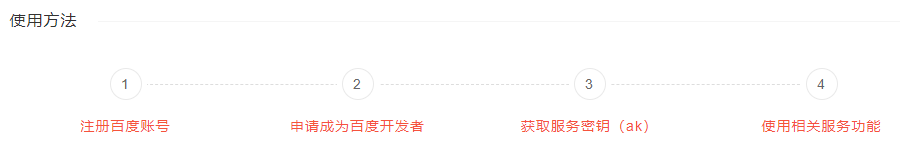 使用方法
1
2
3
4
注册百度账号
申请成为百度开发者
获取服务密钥（ak）
使用相关服务功能